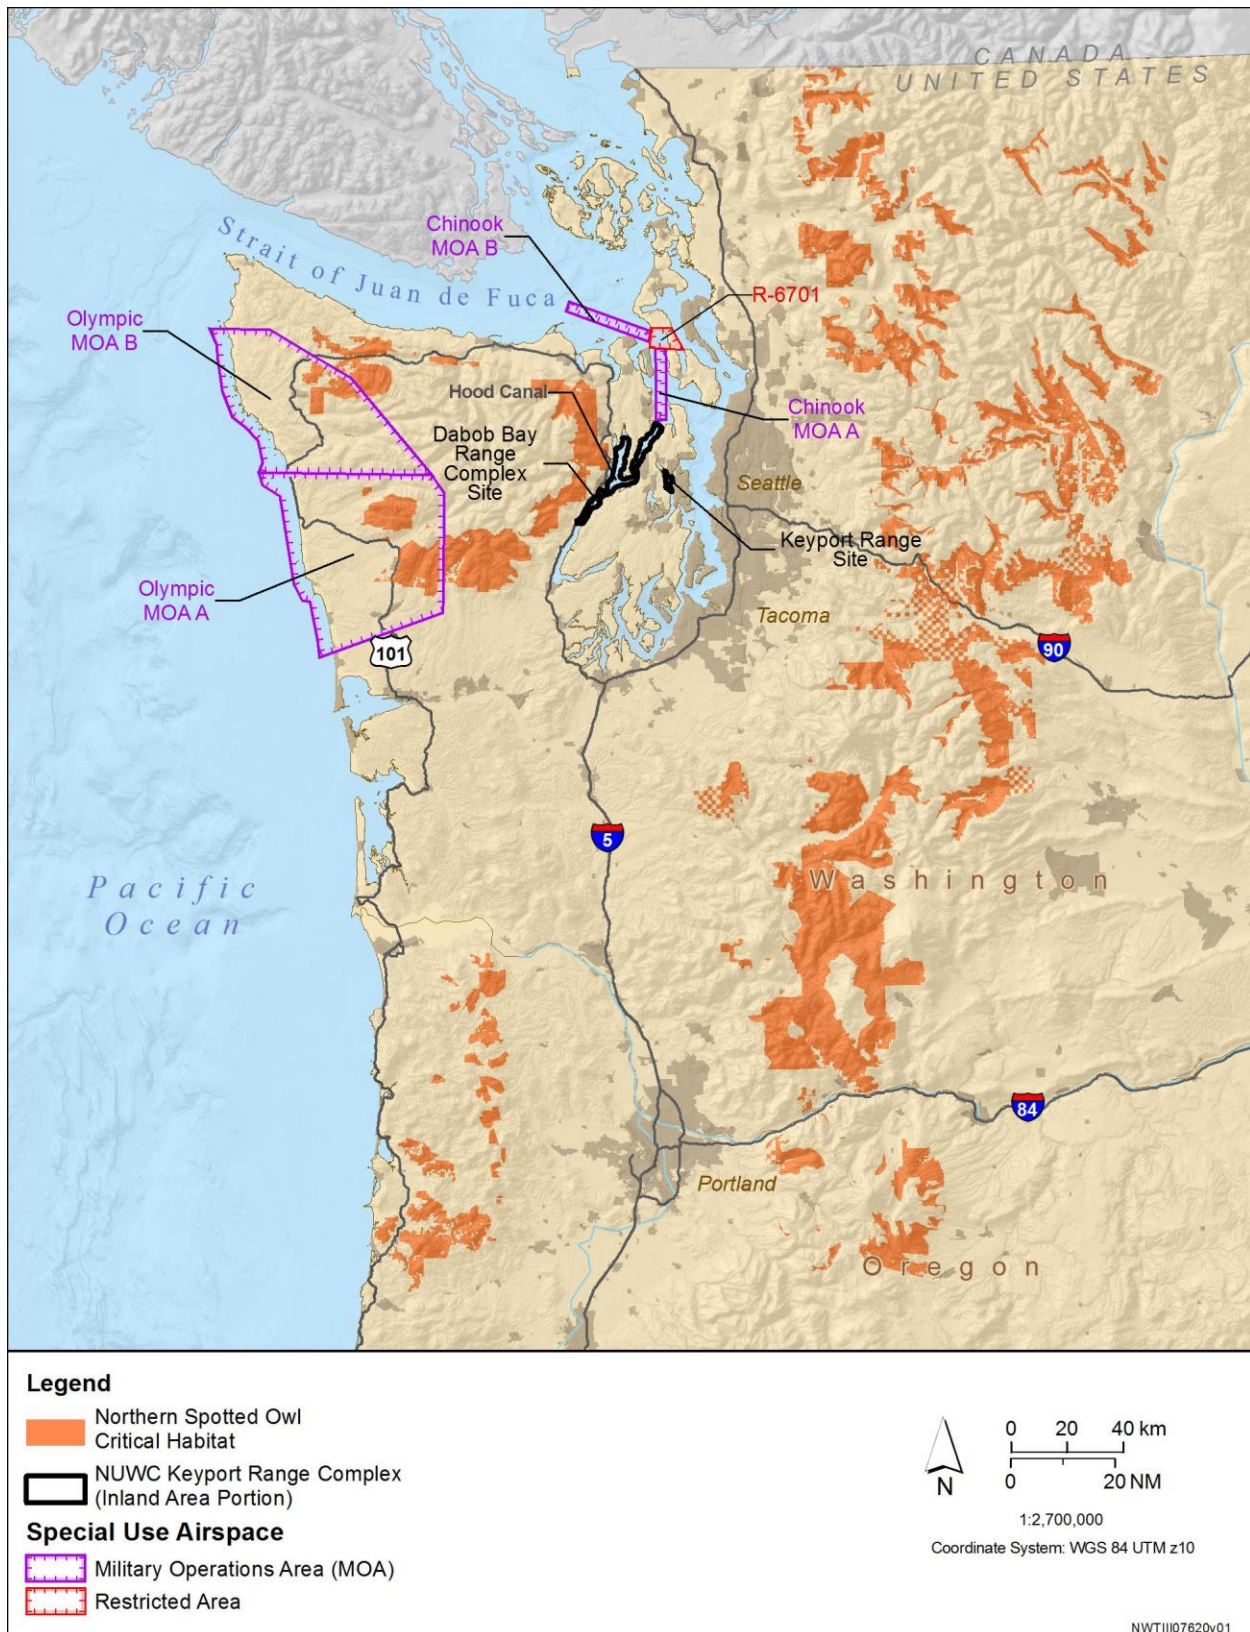 CANADA
UNITED STATES
Chinook
MOA B
Strait of Juan de Fuca
R-6701
Olympic
MOA B
Hood Canal
Chinook
MOA A
Dabob Bay
Range
Complex
Site
Seattle
Keyport Range
Site
Olympic
MOA A
Tacoma
101
90
5
Washington
Pacific
Ocean
84
Portland
Oregon
Legend
Northern Spotted Owl
Critical Habitat
NUWC Keyport Range Complex
(Inland Area Portion)
Special Use Airspace
Military Operations Area (MOA)
Restricted Area
N
0 20 40 km
0 20 NM
1:2,700,000
Coordinate System: WGS 84 UTM z10
NWTIII07620v01